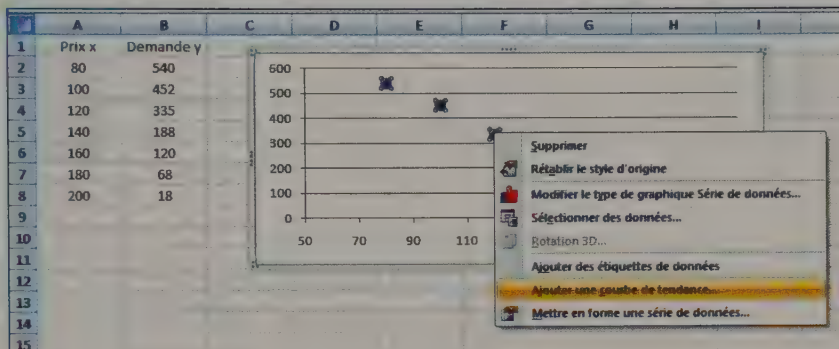 A B C D E F G H I
1 Prix x Demande y
2 80 540
3 100 452
4 120 335
5 140 188
6 160 120
7 180 68
8 200 18
9
10
11
12
13
14
15
600
500
400
300
200
100
0
50 70 90 110
Supprimer
Rétablir le style d'origine
Modifier le type de graphique Série de données...
Sélectionner des données...
Rotation 3D...
Ajouter des étiquettes de données
Ajouter une courbe de tendance...
Mettre en forme une série de données...